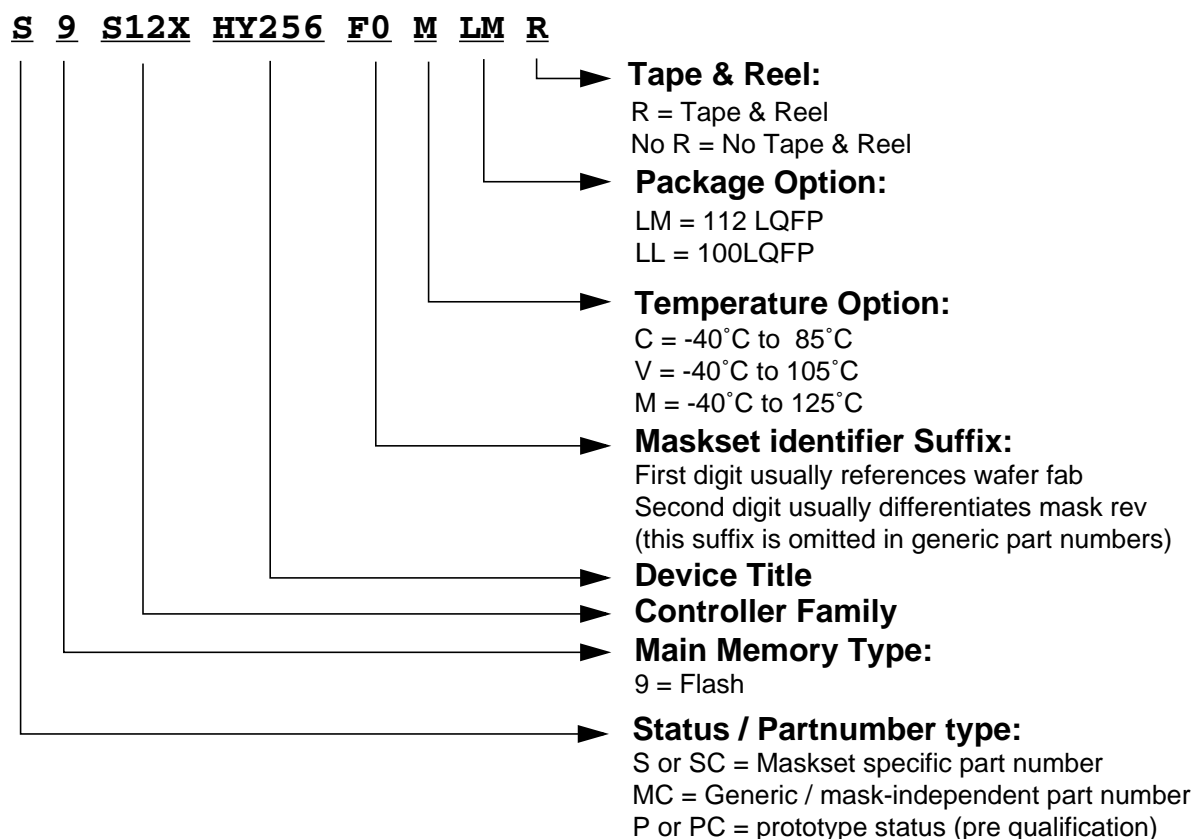 S 9 S12X HY256 F0 M LM R
Tape & Reel:
R = Tape & Reel
No R = No Tape & Reel
Package Option:
LM = 112 LQFP
LL = 100LQFP
Temperature Option:
C = -40˚C to 85˚C
V = -40˚C to 105˚C
M = -40˚C to 125˚C
Maskset identifier Suffix:
First digit usually references wafer fab
Second digit usually differentiates mask rev
(this suffix is omitted in generic part numbers)
Device Title
Controller Family
Main Memory Type:
9 = Flash
Status / Partnumber type:
S or SC = Maskset specific part number
MC = Generic / mask-independent part number
P or PC = prototype status (pre qualification)